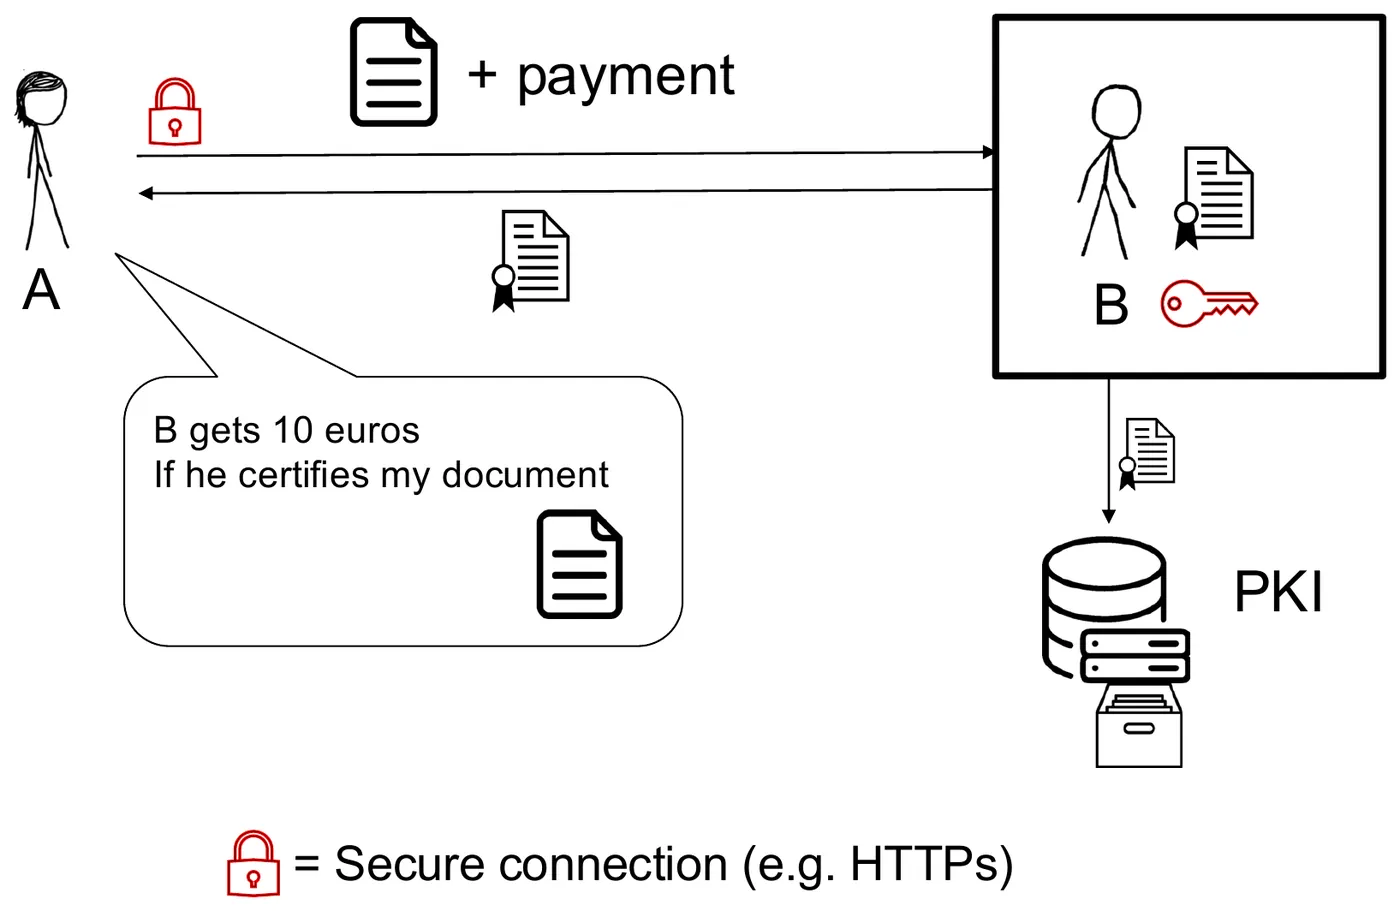 + payment
A
B
B gets 10 euros
If he certifies my document
PKI
= Secure connection (e.g. HTTPs)